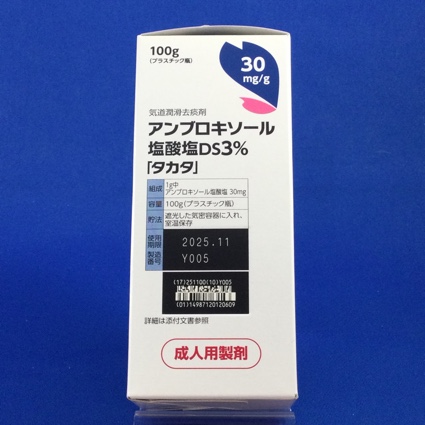 100g
(プラスチック瓶)
30
mg/g
気道潤滑去痰剤
アンブロキソール
塩酸塩DS3%
「タカタ」
組成 1g中
アンブロキソール塩酸塩 30mg
容量 100g(プラスチック瓶)
貯法 遮光した気密容器に入れ、
室温保存
使用
期限 2025.11
製造
番号 Y005
(17)251100(10)Y005
(01)14987120120609
詳細は添付文書参照
成人用製剤